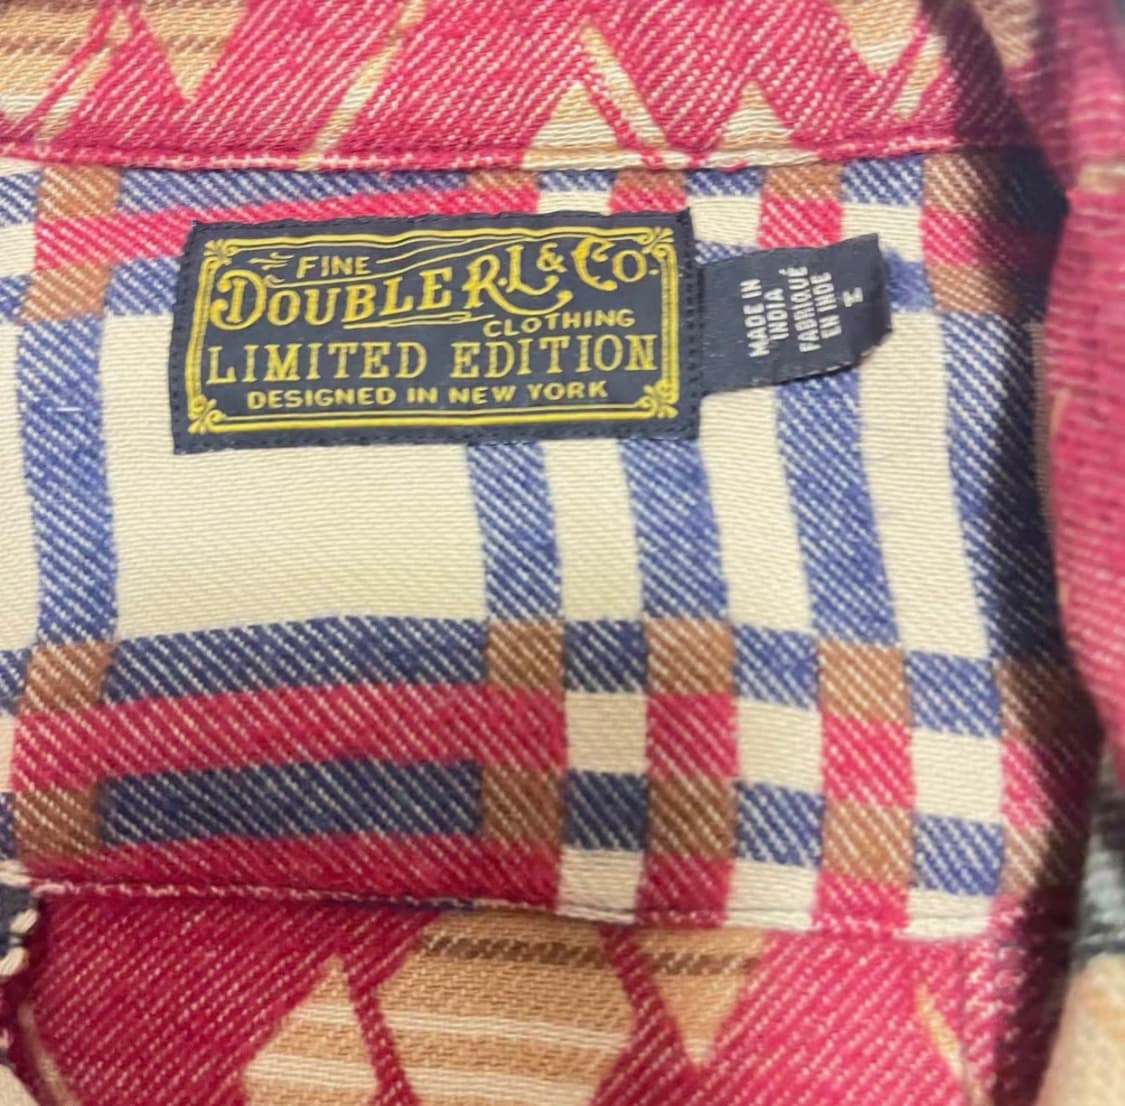 FINE
DOUBLE RL & CO.
CLOTHING
LIMITED EDITION
DESIGNED IN NEW YORK
MADE IN
INDIA
FABRIQUÉ
EN INDE
M